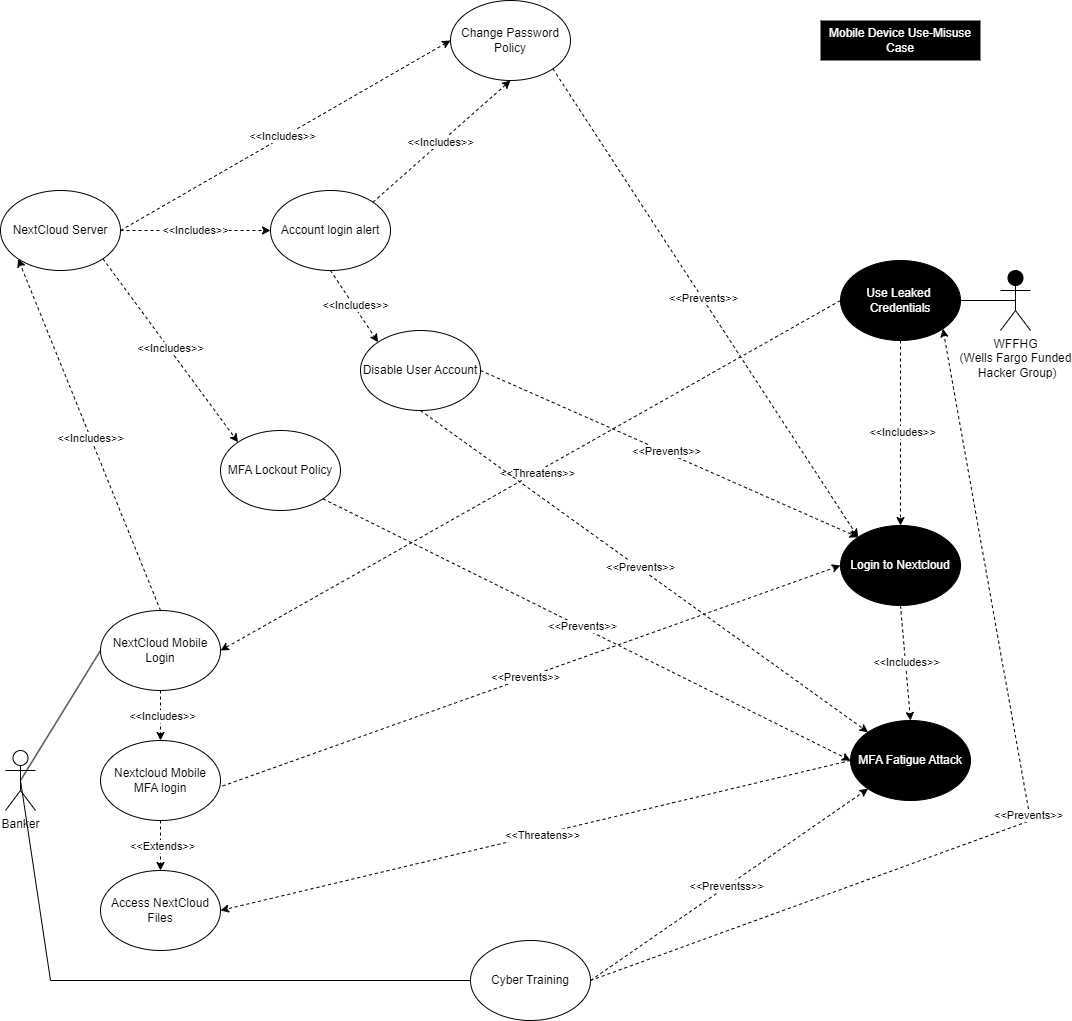 Change Password
Policy
Mobile Device Use-Misuse
Case
<<Includes>>
<<Includes>>
NextCloud Server
<<Includes>>
Account login alert
Use Leaked
Credentials
<<Prevents>>
<<Includes>>
WFFHG
(Wells Fargo Funded
Hacker Group)
<<Includes>>
Disable User Account
<<Includes>>
<<Includes>>
<<Prevents>>
MFA Lockout Policy
<<Threatens>>
Login to Nextcloud
<<Prevents>>
<<Prevents>>
NextCloud Mobile
Login
<<Includes>>
<<Prevents>>
<<Includes>>
Nextcloud Mobile
MFA login
MFA Fatigue Attack
Banker
<<Prevents>>
<<Threatens>>
<<Extends>>
<<Preventss>>
Access NextCloud
Files
Cyber Training